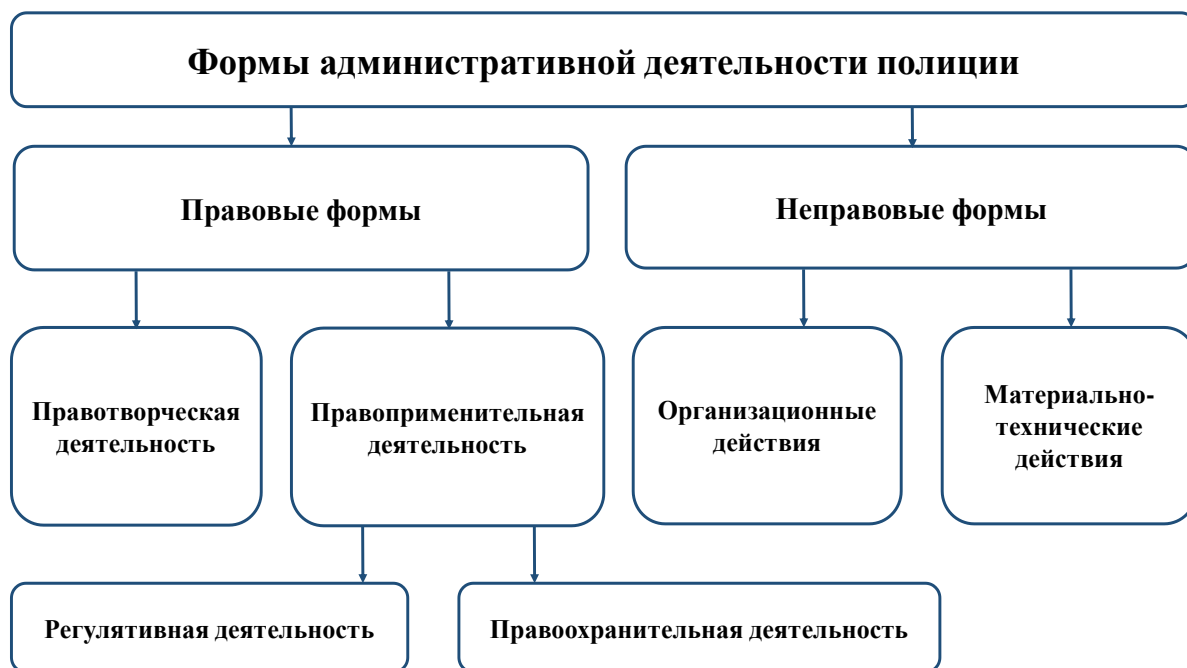 Формы административной деятельности полиции
Правовые формы
Неправовые формы
Правотворческая
деятельность
Правоприменительная
деятельность
Организационные
действия
Материально-
технические
действия
Регулятивная деятельность
Правоохранительная деятельность